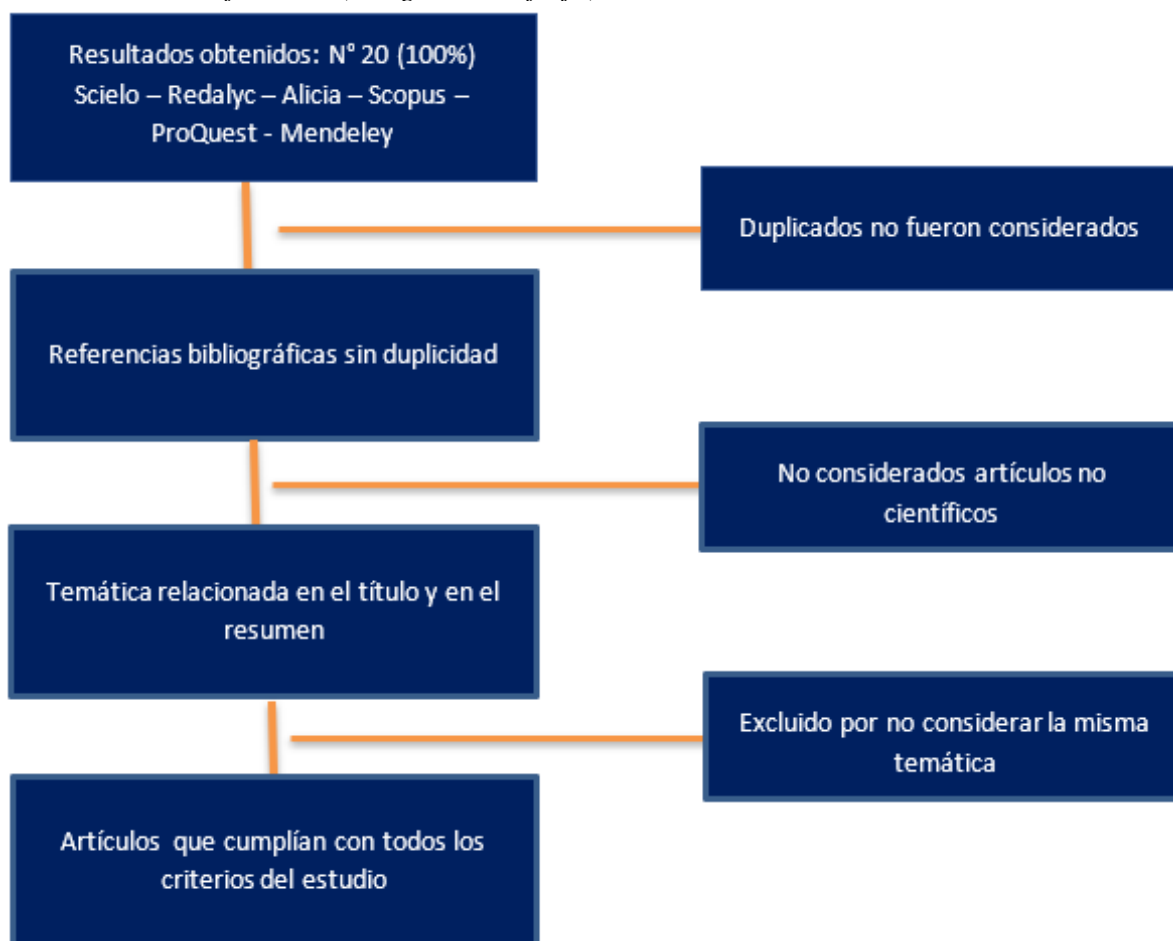 Resultados obtenidos: N° 20 (100%)
Scielo – Redalyc – Alicia – Scopus –
ProQuest - Mendeley
Duplicados no fueron considerados
Referencias bibliográficas sin duplicidad
No considerados artículos no
científicos
Temática relacionada en el título y en el
resumen
Excluido por no considerar la misma
temática
Artículos que cumplían con todos los
criterios del estudio